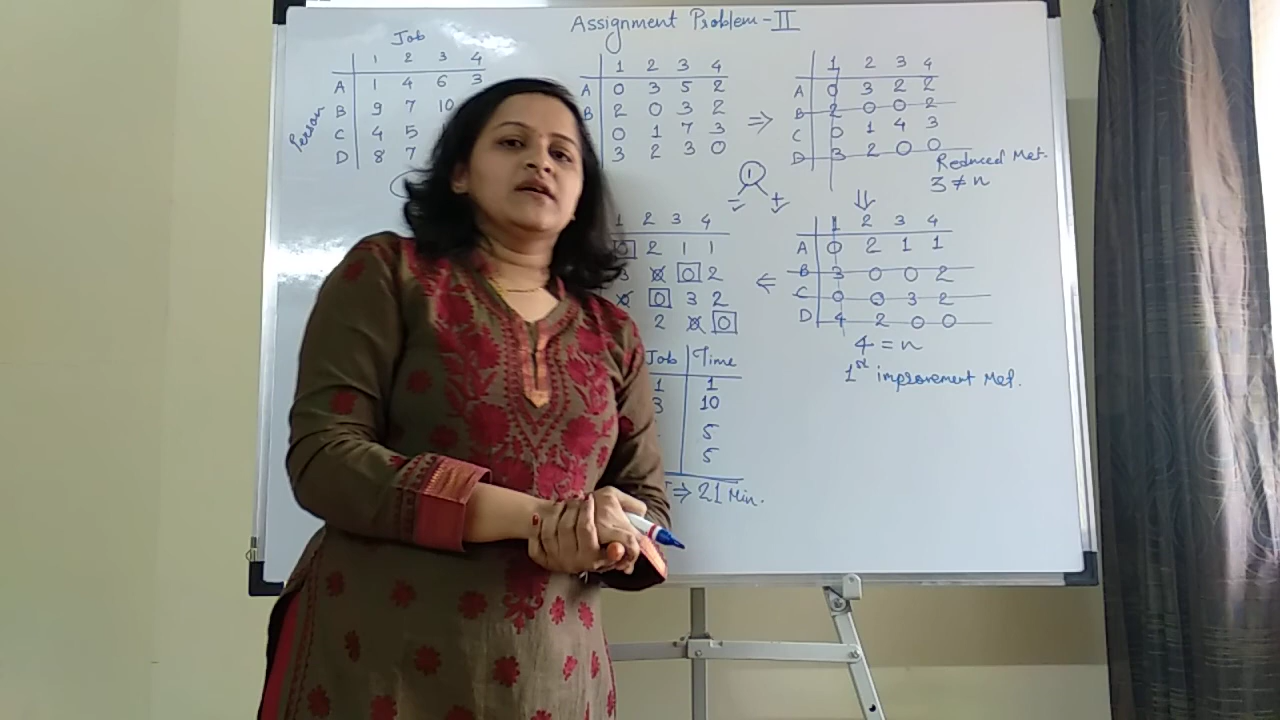 Assignment Problem - II
Job
1 2 3 4
A 1 4 6 3
B 9 7 10
C 4 5
D 8 7
Person
1 2 3 4
A 0 3 5 2
B 2 0 3 2
0 1 7 3
3 2 3 0
⇒
1 2 3 4
A 0 3 2 2
B 2 0 0 2
C 0 1 4 3
D 3 2 0 0
Reduced Mat.
3 ≠ n
1
- +
⇓
1 2 3 4
A 0 2 1 1
B 3 0 0 2
C 0 0 3 2
D 4 2 0 0
4 = n
1st improvement Mat.
⇐
1 2 3 4
0 2 1 1
3 0 0 2
0 0 3 2
2 0 0
Job Time
1 1
3 10
5
5
⇒ 21 Min.